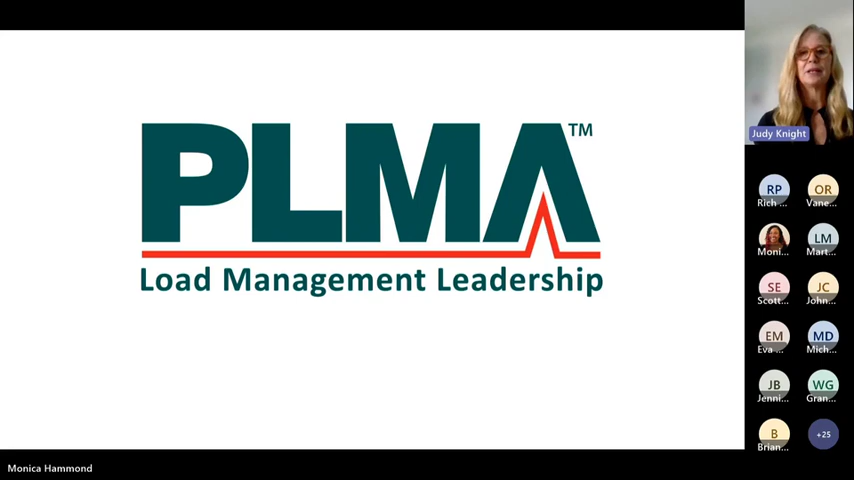 PLMA™
Load Management Leadership
Judy Knight
RP
Rich ...
OR
Vane...
Moni...
LM
Mart...
SE
Scott...
JC
John...
EM
Eva ...
MD
Mich...
JB
Jenni...
WG
Gran...
B
Brian...
+25
Monica Hammond